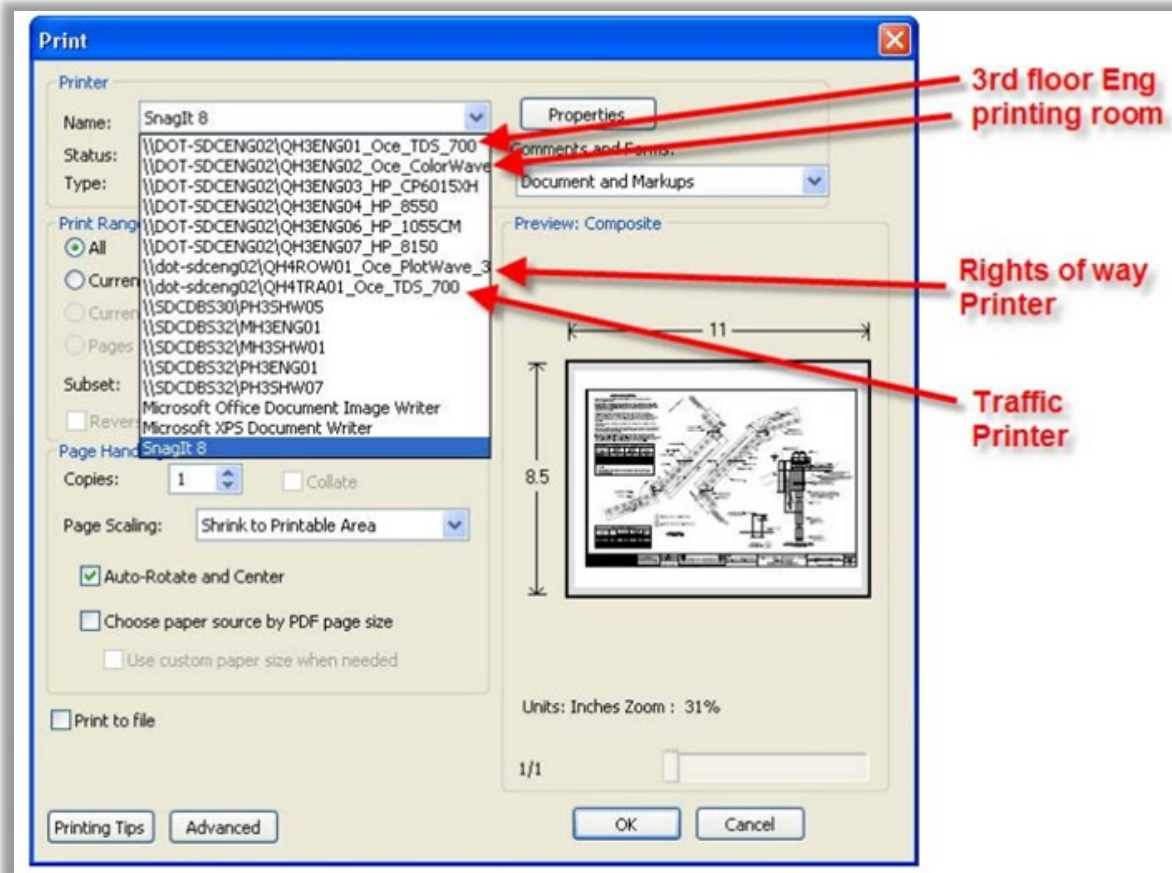 Print
Printer
Name:
SnagIt 8
Properties
3rd floor Eng
printing room
Status:
Type:
Comments and Forms:
Document and Markups
\\DOT-SDCENG02\QH3ENG01_Oce_TDS_700
\\DOT-SDCENG02\QH3ENG02_Oce_ColorWave
\\DOT-SDCENG02\QH3ENG03_HP_CP6015XH
\\DOT-SDCENG02\QH3ENG04_HP_8550
\\DOT-SDCENG02\QH3ENG06_HP_1055CM
\\DOT-SDCENG02\QH3ENG07_HP_8150
\\dot-sdceng02\QH4ROW01_Oce_PlotWave_3
\\dot-sdceng02\QH4TRA01_Oce_TDS_700
\\SDCDBS30\PH3SHW05
\\SDCDBS32\MH3ENG01
\\SDCDBS32\MH3SHW01
\\SDCDBS32\PH3ENG01
\\SDCDBS32\PH3SHW07
Microsoft Office Document Image Writer
Microsoft XPS Document Writer
SnagIt 8
Rights of way
Printer
Traffic
Printer
Print Rang
All
Curren
Curren
Pages
Subset:
Rever
Page Hand
Copies:
1
Collate
Page Scaling:
Shrink to Printable Area
Auto-Rotate and Center
Choose paper source by PDF page size
Use custom paper size when needed
Print to file
Preview: Composite
11
8.5
Units: Inches Zoom : 31%
1/1
Printing Tips
Advanced
OK
Cancel